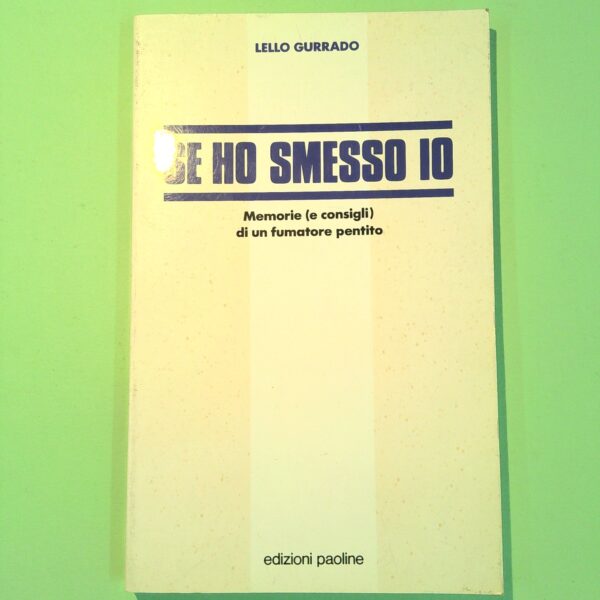 LELLO GURRADO
SE HO SMESSO IO
Memorie (e consigli)
di un fumatore pentito
edizioni paoline